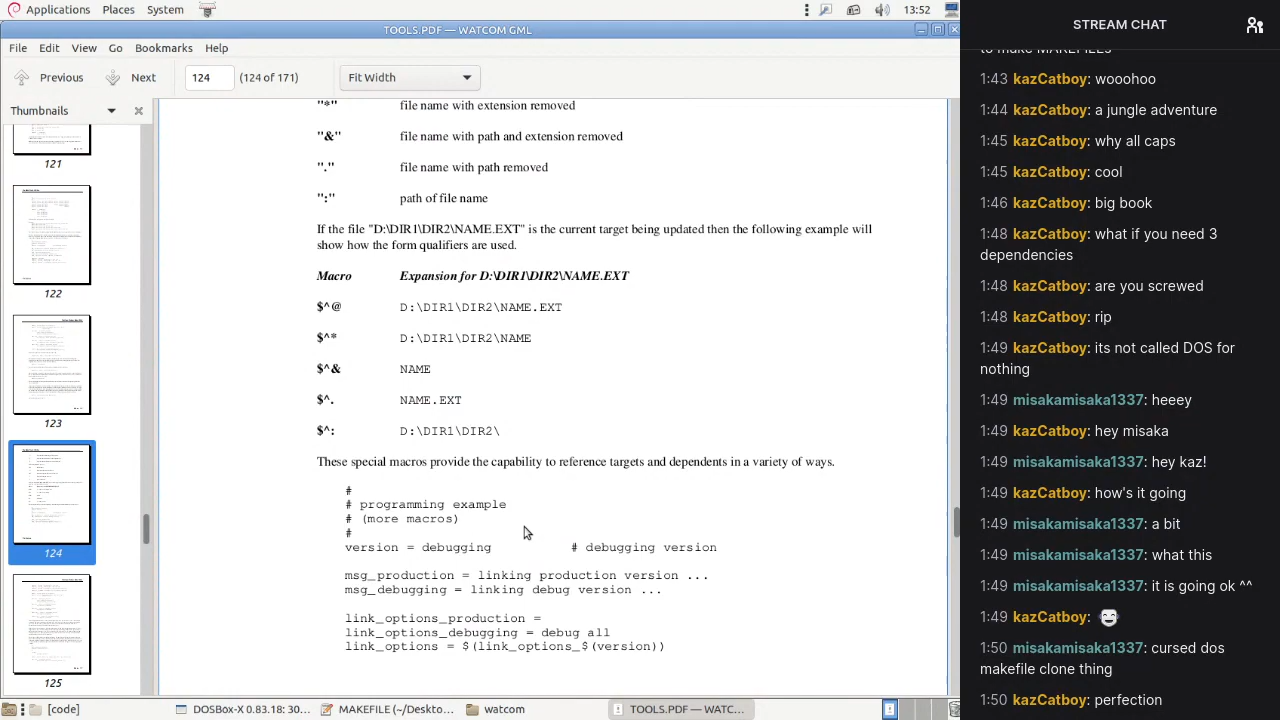 Applications Places System 13:52
TOOLS.PDF — WATCOM GML
File Edit View Go Bookmarks Help
Previous Next 124 (124 of 171) Fit Width
Thumbnails
121
122
123
124
125
"*" file name with extension removed
"&" file name with path and extension removed
"." file name with path removed
":" path of file name
If the file "D:\DIR1\DIR2\NAME.EXT" is the current target being updated then the following example will
show how the form qualifiers are used.
Macro Expansion for D:\DIR1\DIR2\NAME.EXT
$^@ D:\DIR1\DIR2\NAME.EXT
$^* D:\DIR1\DIR2\NAME
$^& NAME
$^. NAME.EXT
$^: D:\DIR1\DIR2\
These special macros provide the capability to reference targets and dependents in a variety of ways.
#
# programming example
# (more macros)
#
version = debugging # debugging version
msg_production = linking production version ...
msg_debugging = linking debug version ...
link_options_production =
link_options_debugging = debug all
link_options = $(link_options_$(version))
[code] DOSBox-X 0.83.18: 30... MAKEFILE (~/Deskto... watcom TOOLS.PDF — WATC...
STREAM CHAT
to make MAKEFILEs
1:43 kazCatboy: wooohoo
1:44 kazCatboy: a jungle adventure
1:45 kazCatboy: why all caps
1:45 kazCatboy: cool
1:46 kazCatboy: big book
1:48 kazCatboy: what if you need 3
dependencies
1:48 kazCatboy: are you screwed
1:48 kazCatboy: rip
1:49 kazCatboy: its not called DOS for
nothing
1:49 misakamisaka1337: heeey
1:49 kazCatboy: hey misaka
1:49 misakamisaka1337: hey kaz!
1:49 kazCatboy: how's it going
1:49 misakamisaka1337: a bit
1:49 misakamisaka1337: what this
1:49 misakamisaka1337: it is going ok ^^
1:49 kazCatboy:
1:50 misakamisaka1337: cursed dos
makefile clone thing
1:50 kazCatboy: perfection